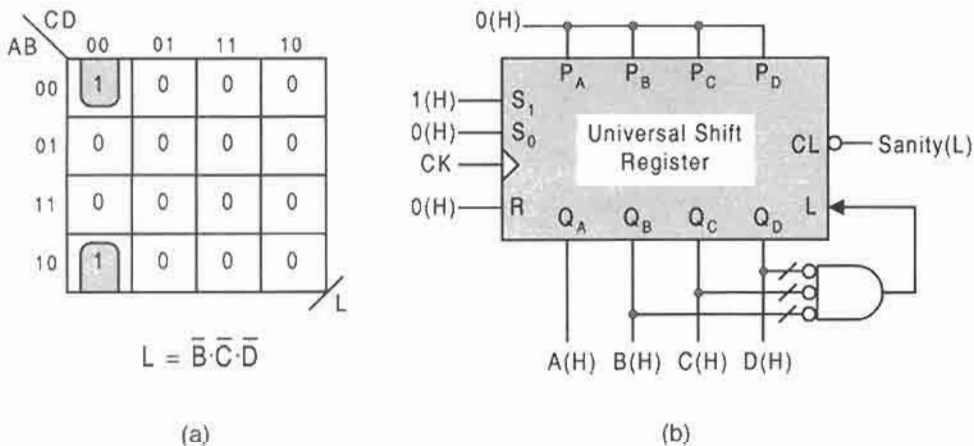 CD
AB 00 01 11 10
00 1 0 0 0
01 0 0 0 0
11 0 0 0 0
10 1 0 0 0
L
L = B̅·C̅·D̅
(a)
0(H)
P_A P_B P_C P_D
1(H) S_1
0(H) S_0
CK
Universal Shift
Register
CL Sanity(L)
0(H) R
Q_A Q_B Q_C Q_D
L
A(H) B(H) C(H) D(H)
(b)